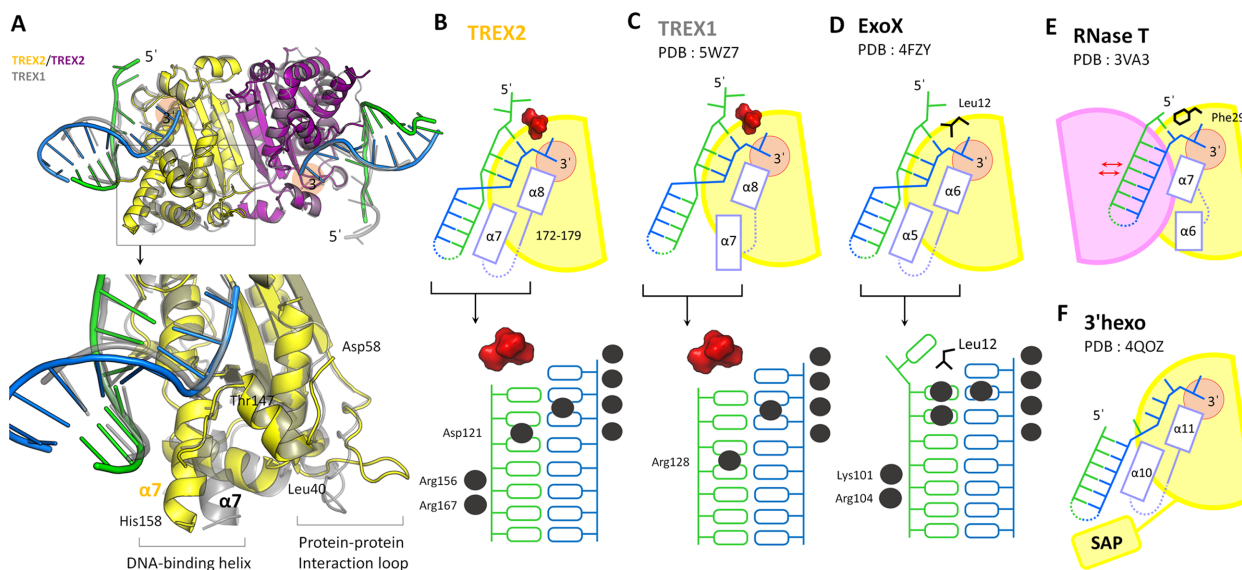 A
TREX2/TREX2
TREX1
5'
3'
3'
5'
Asp58
Thr147
α7
α7
Leu40
His158
DNA-binding helix
Protein-protein
Interaction loop
B
TREX2
5'
3'
α8
α7
172-179
Asp121
Arg156
Arg167
C
TREX1
PDB : 5WZ7
5'
3'
α8
α7
Arg128
D
ExoX
PDB : 4FZY
5'
Leu12
3'
α6
α5
Leu12
Lys101
Arg104
E
RNase T
PDB : 3VA3
5'
Phe29
3'
α7
α6
F
3'hexo
PDB : 4QOZ
5'
3'
α11
α10
SAP